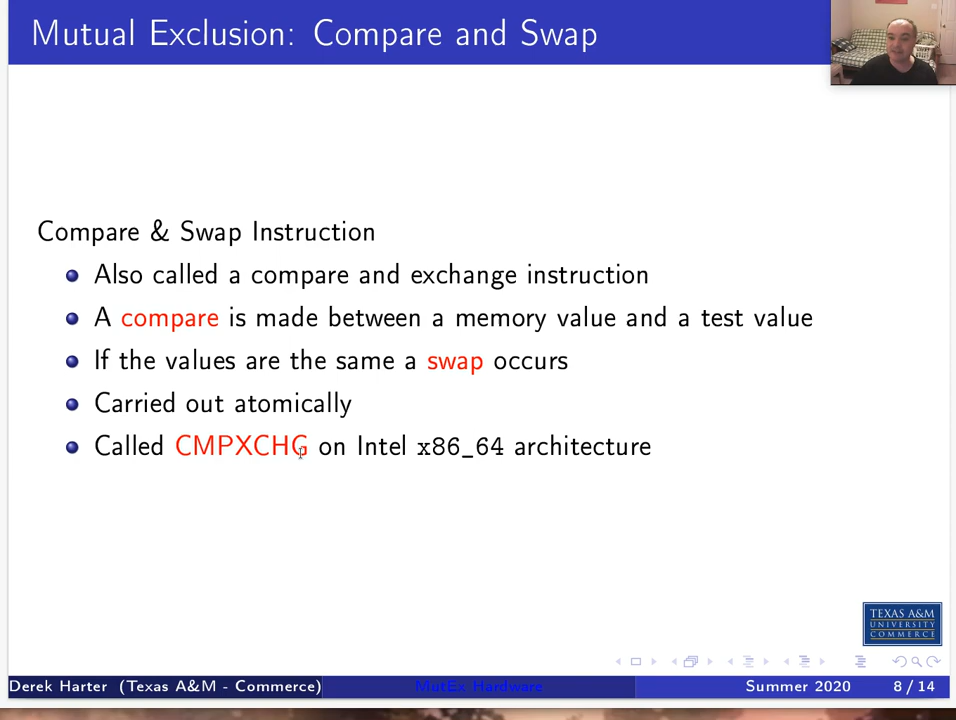 Mutual Exclusion: Compare and Swap
Compare & Swap Instruction
Also called a compare and exchange instruction
A compare is made between a memory value and a test value
If the values are the same a swap occurs
Carried out atomically
Called CMPXCHG on Intel x86_64 architecture
TEXAS A&M
UNIVERSITY
COMMERCE
Derek Harter (Texas A&M - Commerce) MutEx Hardware Summer 2020 8 / 14